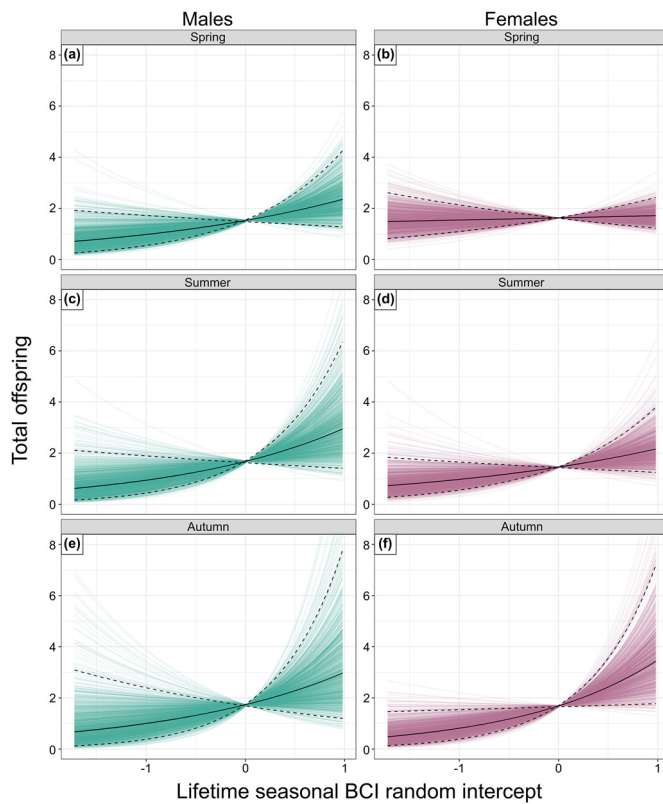 Males
Females
Spring
Spring
(a)
(b)
8
6
4
2
0
8
6
4
2
0
Summer
Summer
(c)
(d)
6
4
2
0
6
4
2
0
Total offspring
Autumn
Autumn
(e)
(f)
8
6
4
2
0
8
6
4
2
0
-1
0
1
-1
0
1
Lifetime seasonal BCI random intercept